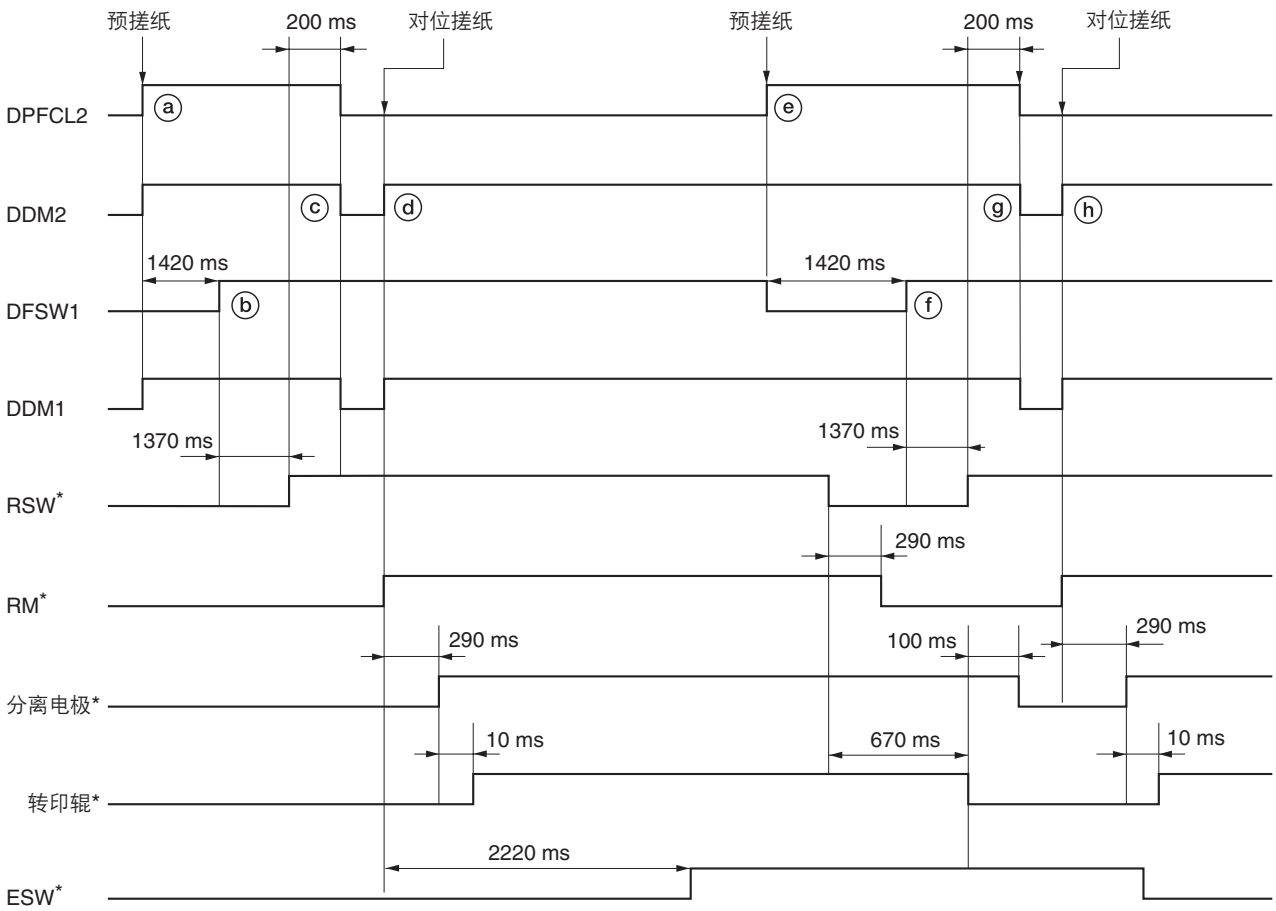 预搓纸 200 ms 对位搓纸 预搓纸 200 ms 对位搓纸
DPFCL2 a e
DDM2 c d g h
1420 ms 1420 ms
DFSW1 b f
DDM1
1370 ms 1370 ms
RSW*
290 ms
RM*
290 ms 100 ms 290 ms
分离电极*
10 ms 670 ms 10 ms
转印辊*
2220 ms
ESW*